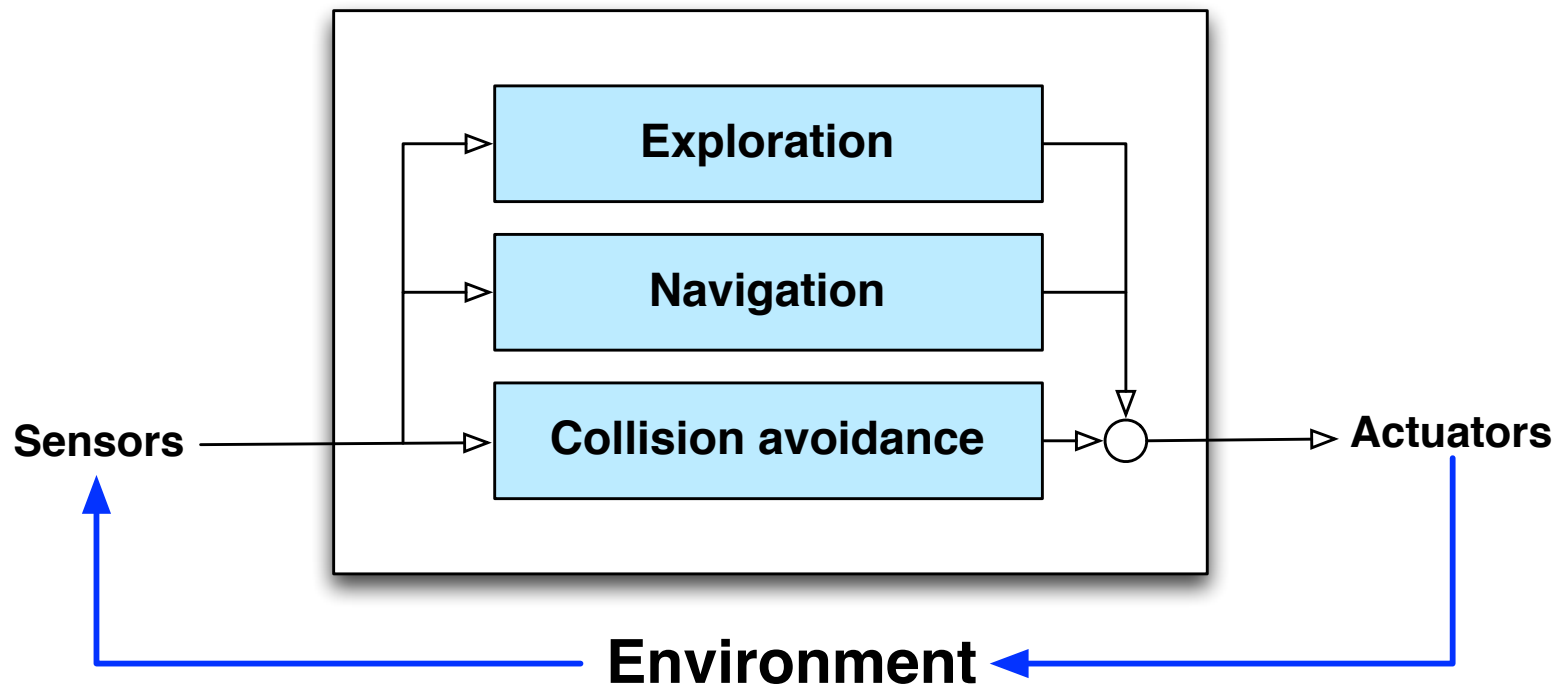 Exploration
Navigation
Collision avoidance
Sensors
Actuators
Environment